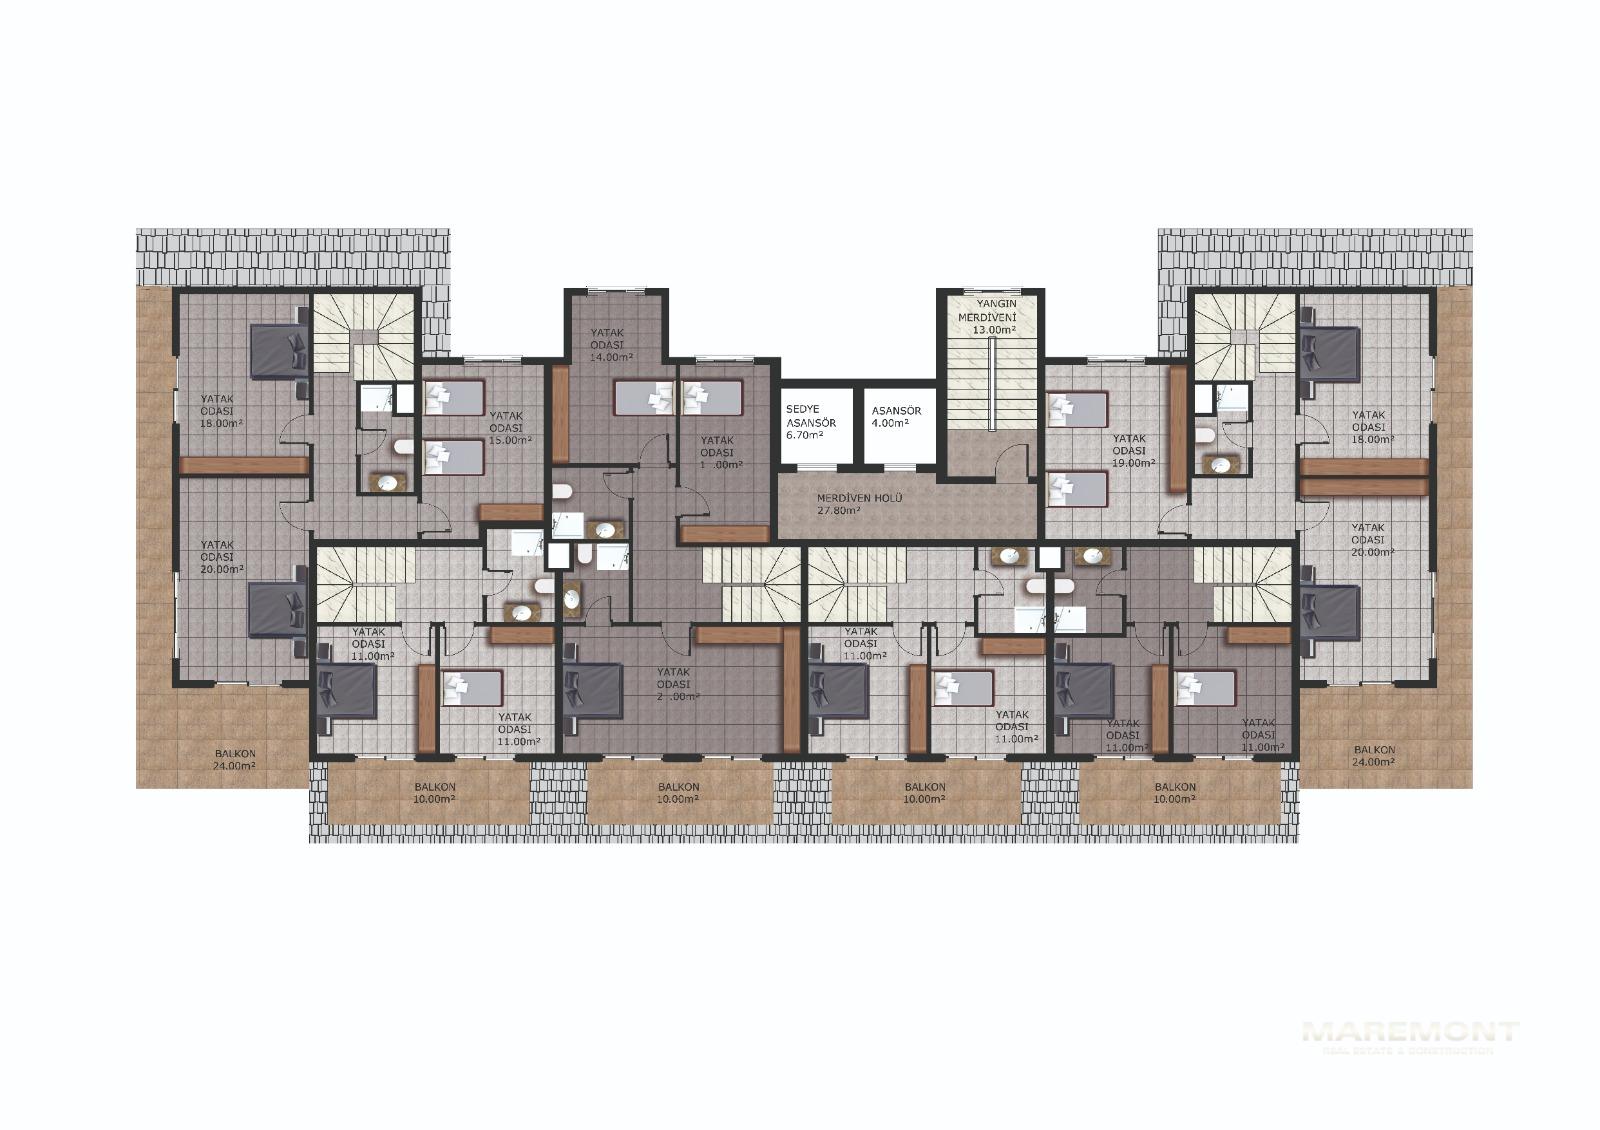 YANGIN
MERDİVENİ
13.00m²
YATAK
ODASI
14.00m²
YATAK
ODASI
18.00m²
YATAK
ODASI
15.00m²
YATAK
ODASI
.00m²
SEDYE
ASANSÖR
6.70m²
ASANSÖR
4.00m²
YATAK
ODASI
19.00m²
YATAK
ODASI
18.00m²
MERDİVEN HOLÜ
27.80m²
YATAK
ODASI
20.00m²
YATAK
ODASI
20.00m²
YATAK
ODASI
11.00m²
YATAK
ODASI
11.00m²
YATAK
ODASI
.00m²
YATAK
ODASI
11.00m²
YATAK
ODASI
11.00m²
YATAK
ODASI
11.00m²
YATAK
ODASI
11.00m²
BALKON
24.00m²
BALKON
24.00m²
BALKON
10.00m²
BALKON
10.00m²
BALKON
10.00m²
BALKON
10.00m²
MAREMONT
REAL ESTATE & CONSTRUCTION